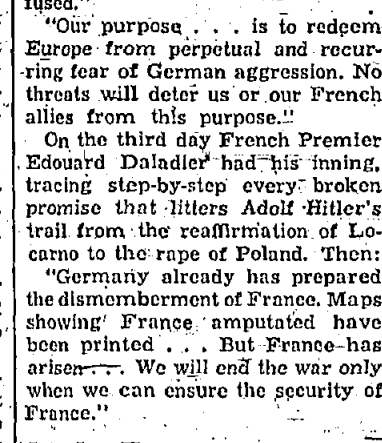 fused."
"Our purpose . . . is to redeem
Europe from perpetual and recur-
ring fear of German aggression. No
threats will deter us or our French
allies from this purpose."
On the third day French Premier
Edouard Daladier had his inning,
tracing step-by-step every broken
promise that litters Adolf Hitler's
trail from the reaffirmation of Lo-
carno to the rape of Poland. Then:
"Germany already has prepared
the dismemberment of France. Maps
showing France amputated have
been printed . . . But France has
arisen . . . We will end the war only
when we can ensure the security of
France."